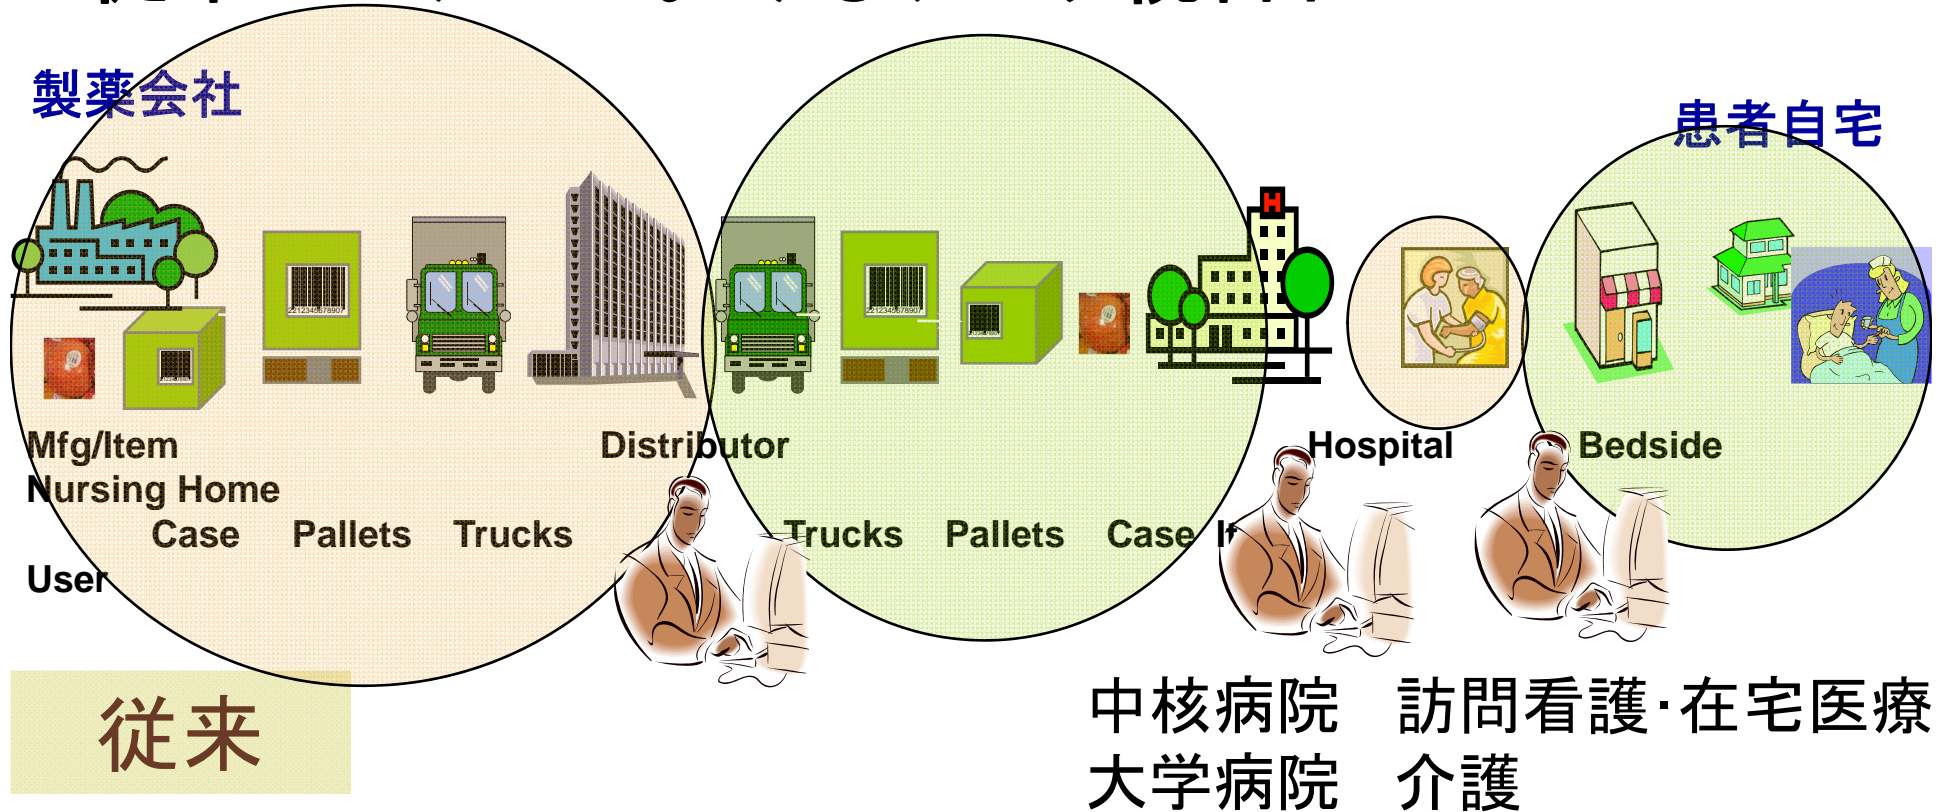 製薬会社
患者自宅
H
2212345678907
2212345678907
Mfg/Item
Distributor
Hospital
Bedside
Nursing Home
Case Pallets Trucks
Trucks Pallets Case
User
従来
中核病院 訪問看護･在宅医療
大学病院 介護